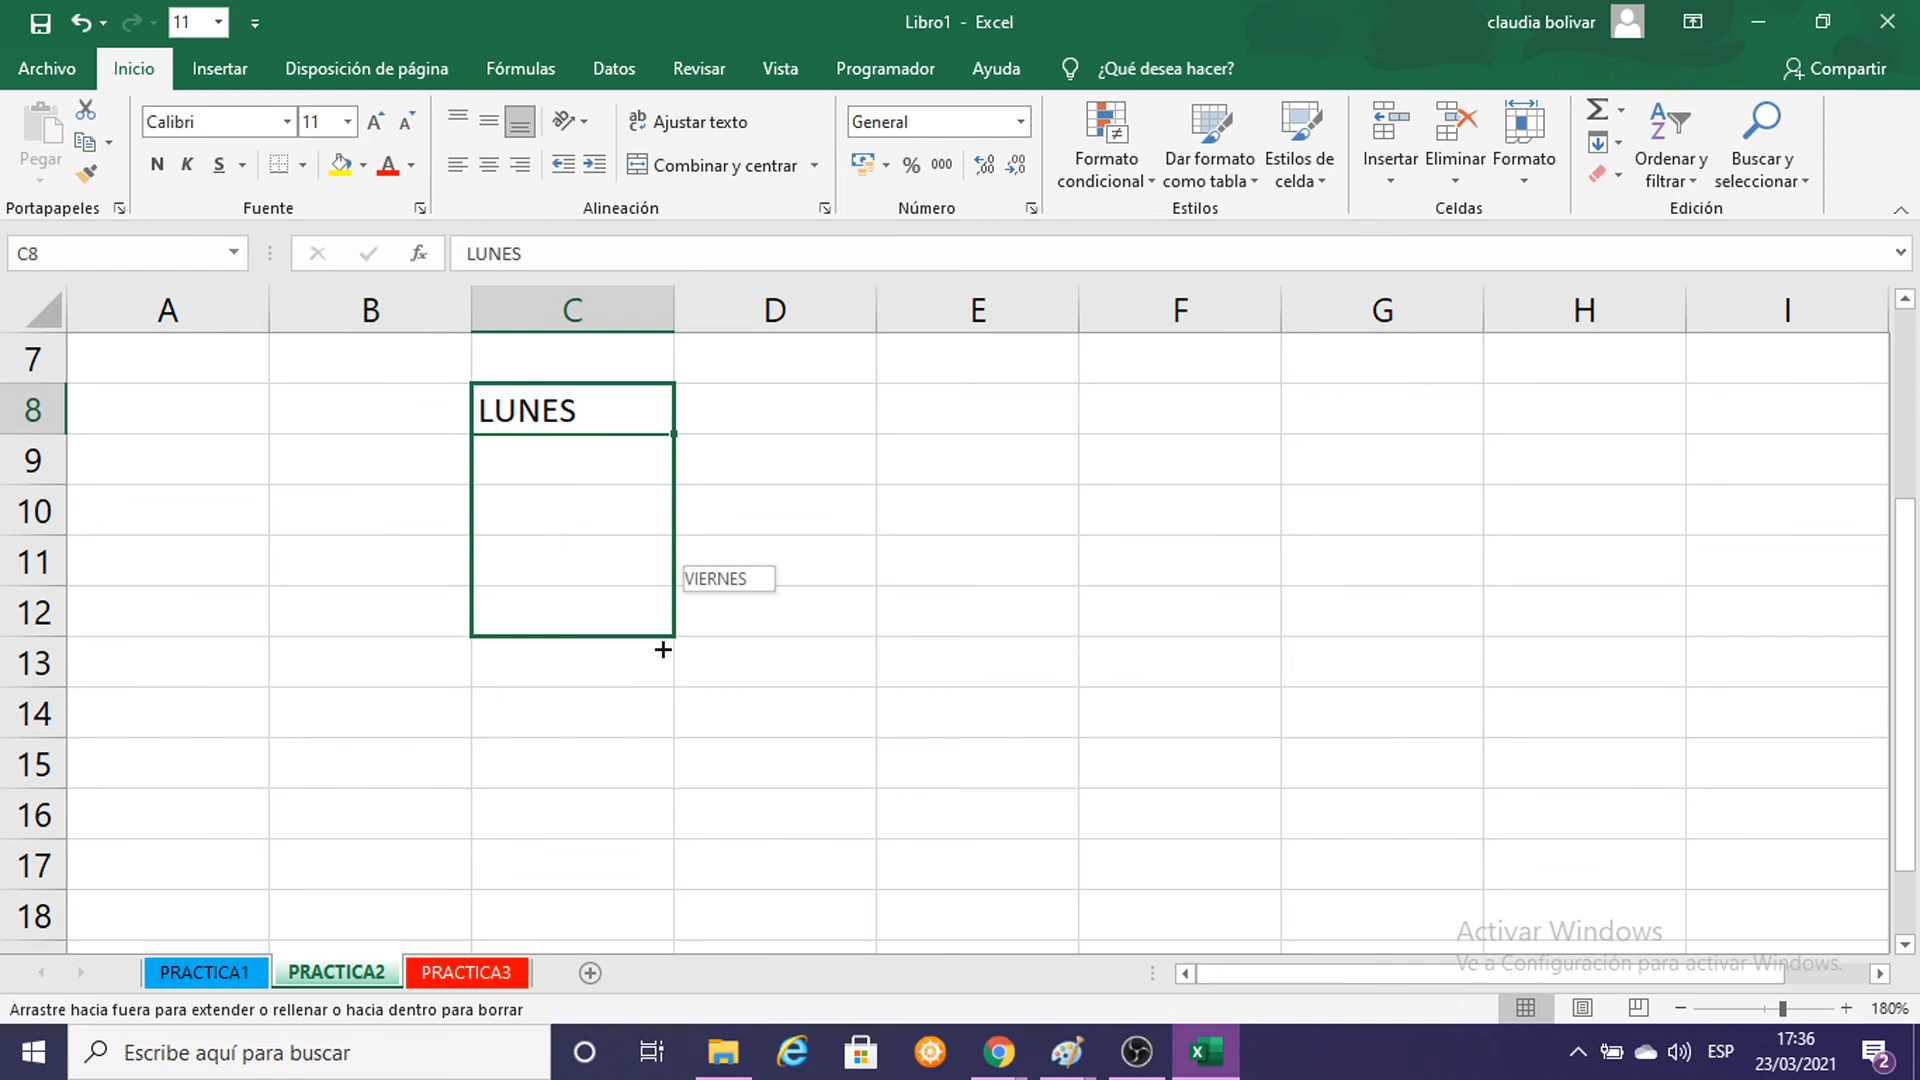 11
Libro1 - Excel
claudia bolivar
Archivo
Inicio
Insertar
Disposición de página
Fórmulas
Datos
Revisar
Vista
Programador
Ayuda
¿Qué desea hacer?
Compartir
Pegar
Portapapeles
Calibri
11
N K S
A
Fuente
ab
Ajustar texto
Combinar y centrar
Alineación
General
% 000
Número
Formato
condicional
Dar formato
como tabla
Estilos de
celda
Estilos
Insertar
Eliminar
Formato
Celdas
Ordenar y
filtrar
Buscar y
seleccionar
Edición
C8
fx
LUNES
A B C D E F G H I
7
8
LUNES
9
10
11
VIERNES
12
13
14
15
16
17
18
Activar Windows
Ve a Configuración para activar Windows.
PRACTICA1
PRACTICA2
PRACTICA3
Arrastre hacia fuera para extender o rellenar o hacia dentro para borrar
180%
Escribe aquí para buscar
ESP
17:36
23/03/2021
2